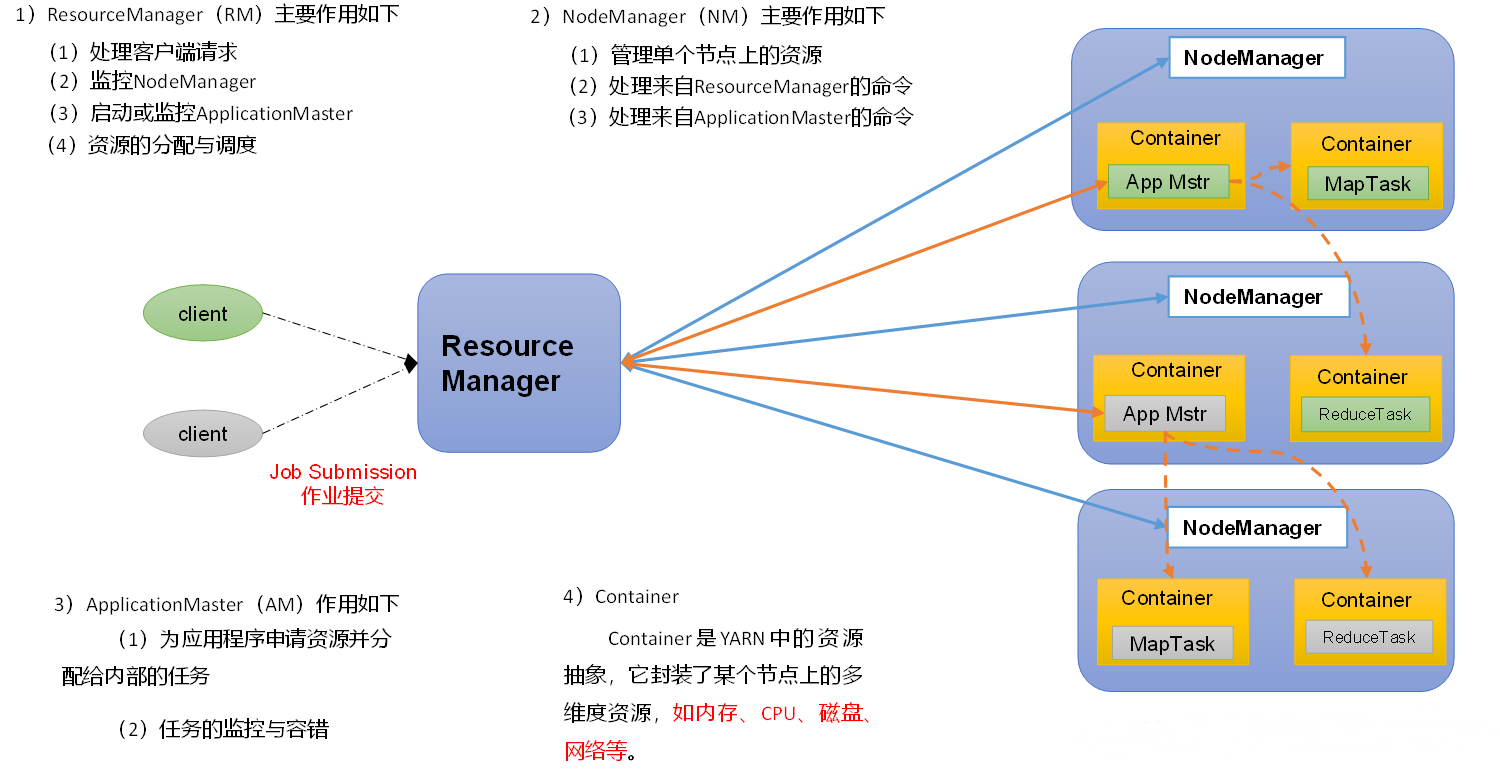 1）ResourceManager（RM）主要作用如下
（1）处理客户端请求
（2）监控NodeManager
（3）启动或监控ApplicationMaster
（4）资源的分配与调度
2）NodeManager（NM）主要作用如下
（1）管理单个节点上的资源
（2）处理来自ResourceManager的命令
（3）处理来自ApplicationMaster的命令
NodeManager
Container
App Mstr
Container
MapTask
client
client
Job Submission
作业提交
Resource
Manager
NodeManager
Container
App Mstr
Container
ReduceTask
NodeManager
Container
MapTask
Container
ReduceTask
3）ApplicationMaster（AM）作用如下
（1）为应用程序申请资源并分
配给内部的任务
（2）任务的监控与容错
4）Container
Container是YARN中的资源
抽象，它封装了某个节点上的多
维度资源，如内存、CPU、磁盘、
网络等。